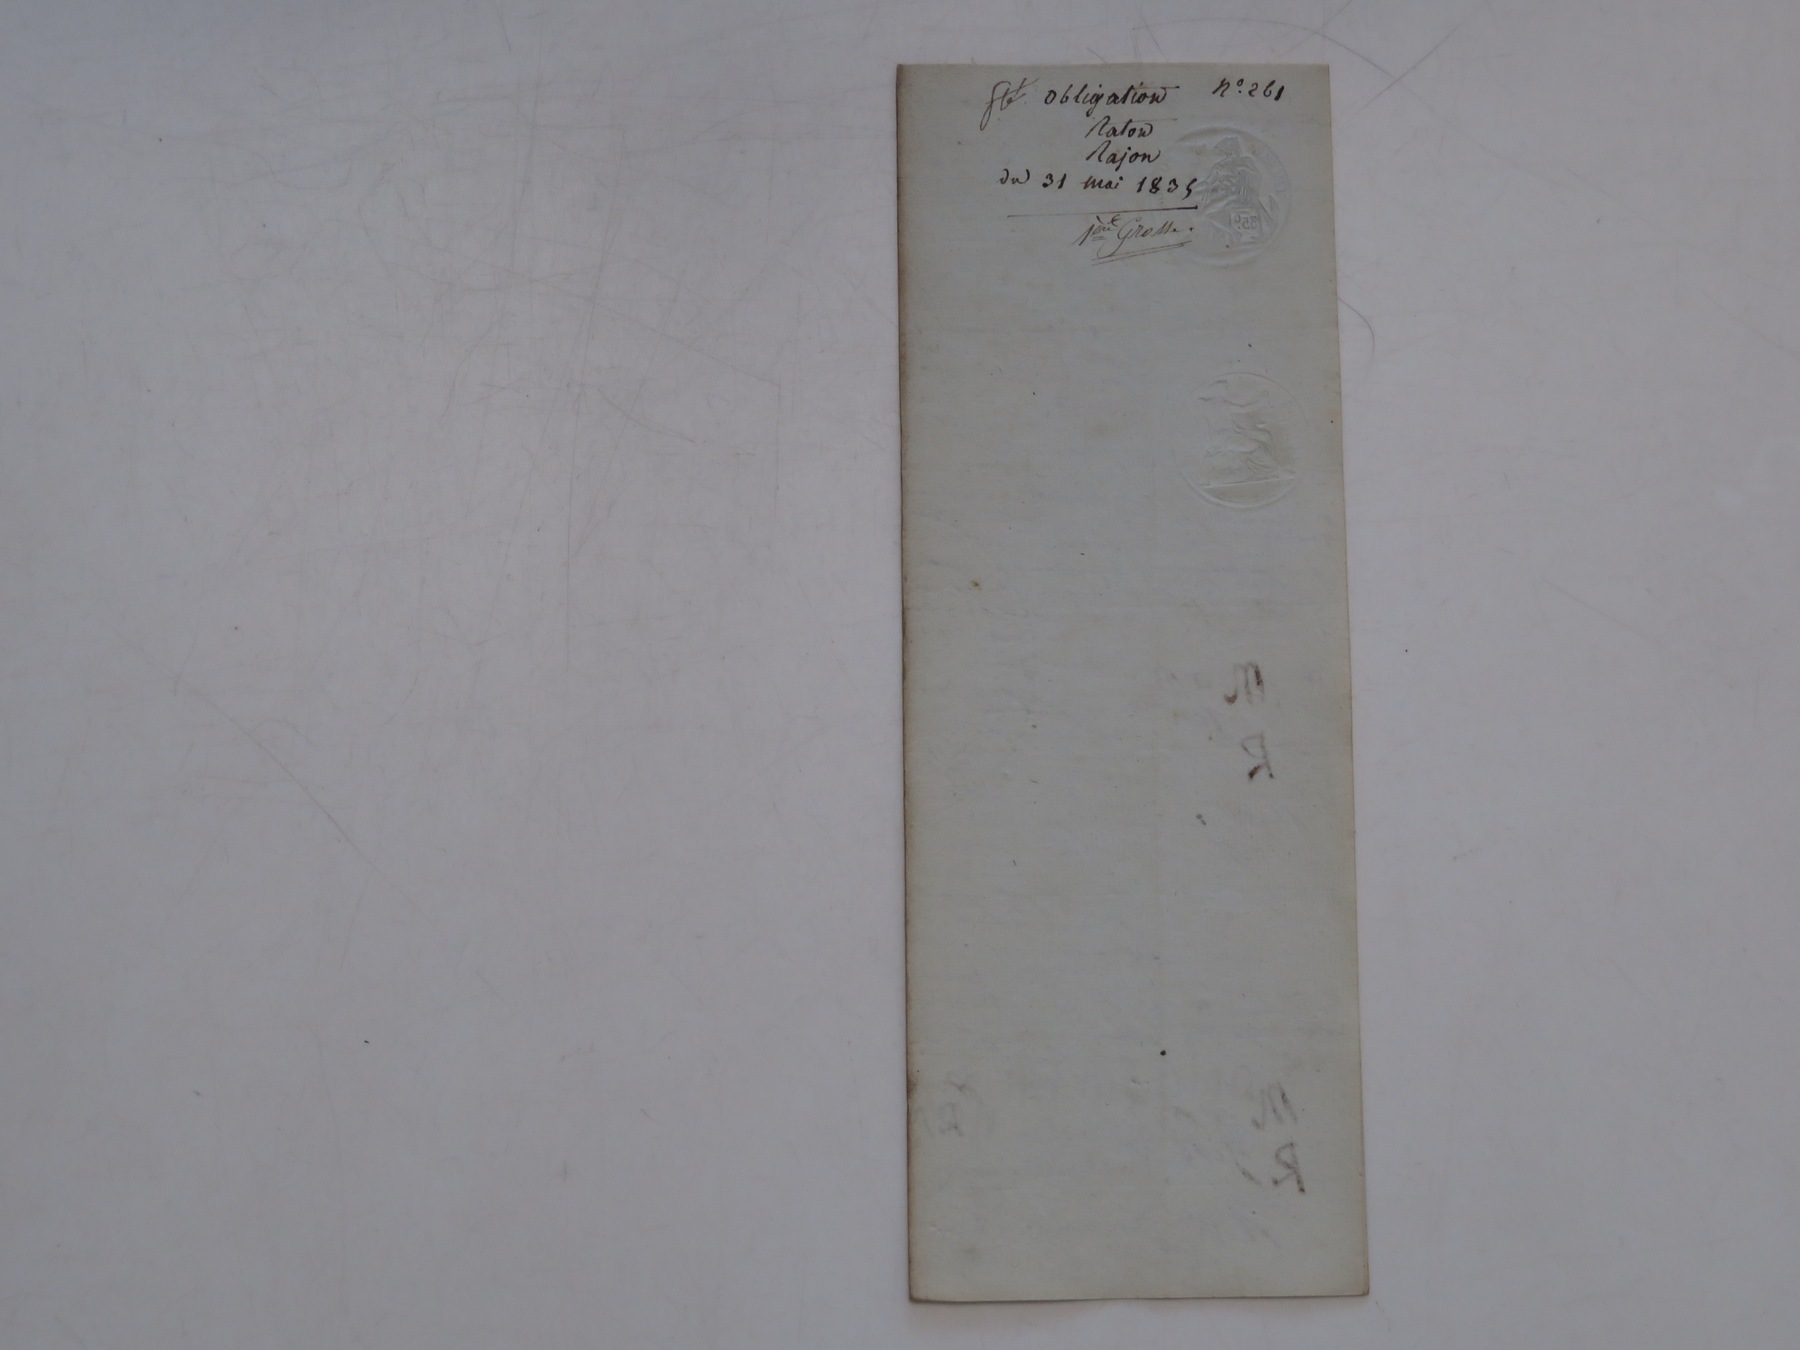 Obligation N°. 261
Raton
Rajon
du 31 mai 1835
1ère Grosse.